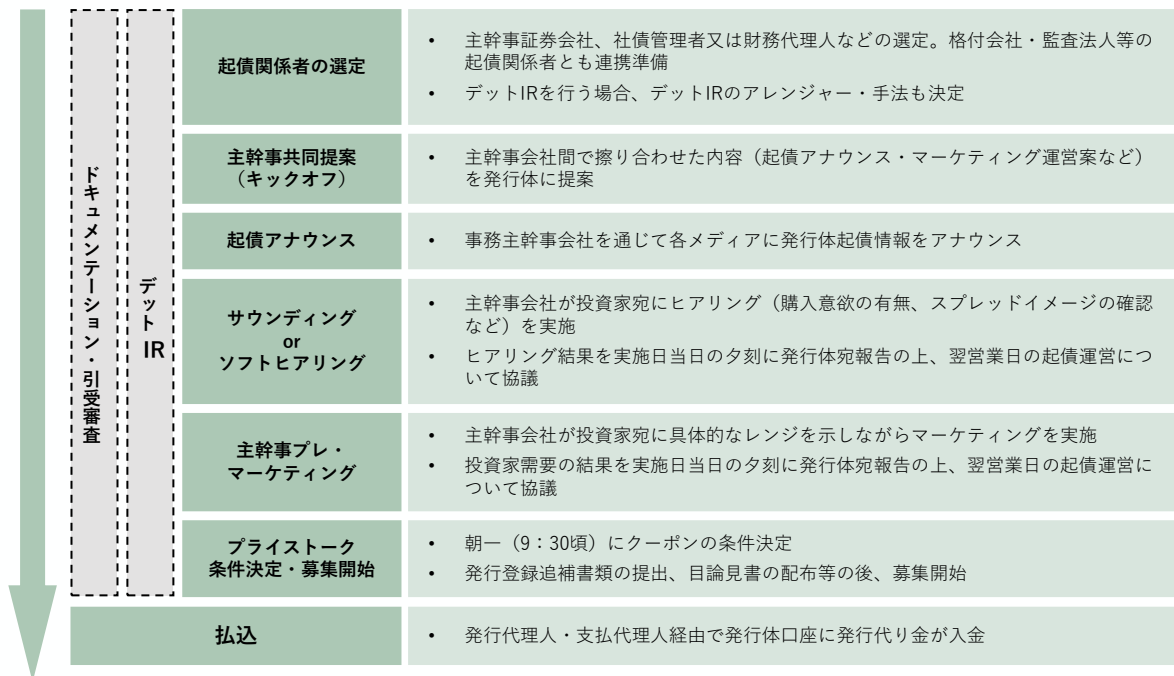 ドキュメンテーション・引受審査
デットIR
起債関係者の選定
• 主幹事証券会社、社債管理者又は財務代理人などの選定。格付会社・監査法人等の
起債関係者とも連携準備
• デットIRを行う場合、デットIRのアレンジャー・手法も決定
主幹事共同提案
（キックオフ）
• 主幹事会社間で擦り合わせた内容（起債アナウンス・マーケティング運営案など）
を発行体に提案
起債アナウンス
• 事務主幹事会社を通じて各メディアに発行体起債情報をアナウンス
サウンディング
or
ソフトヒアリング
• 主幹事会社が投資家宛にヒアリング（購入意欲の有無、スプレッドイメージの確認
など）を実施
• ヒアリング結果を実施日当日の夕刻に発行体宛報告の上、翌営業日の起債運営につ
いて協議
主幹事プレ・
マーケティング
• 主幹事会社が投資家宛に具体的なレンジを示しながらマーケティングを実施
• 投資家需要の結果を実施日当日の夕刻に発行体宛報告の上、翌営業日の起債運営に
ついて協議
プライストーク
条件決定・募集開始
• 朝一（9：30頃）にクーポンの条件決定
• 発行登録追補書類の提出、目論見書の配布等の後、募集開始
払込
• 発行代理人・支払代理人経由で発行体口座に発行代り金が入金